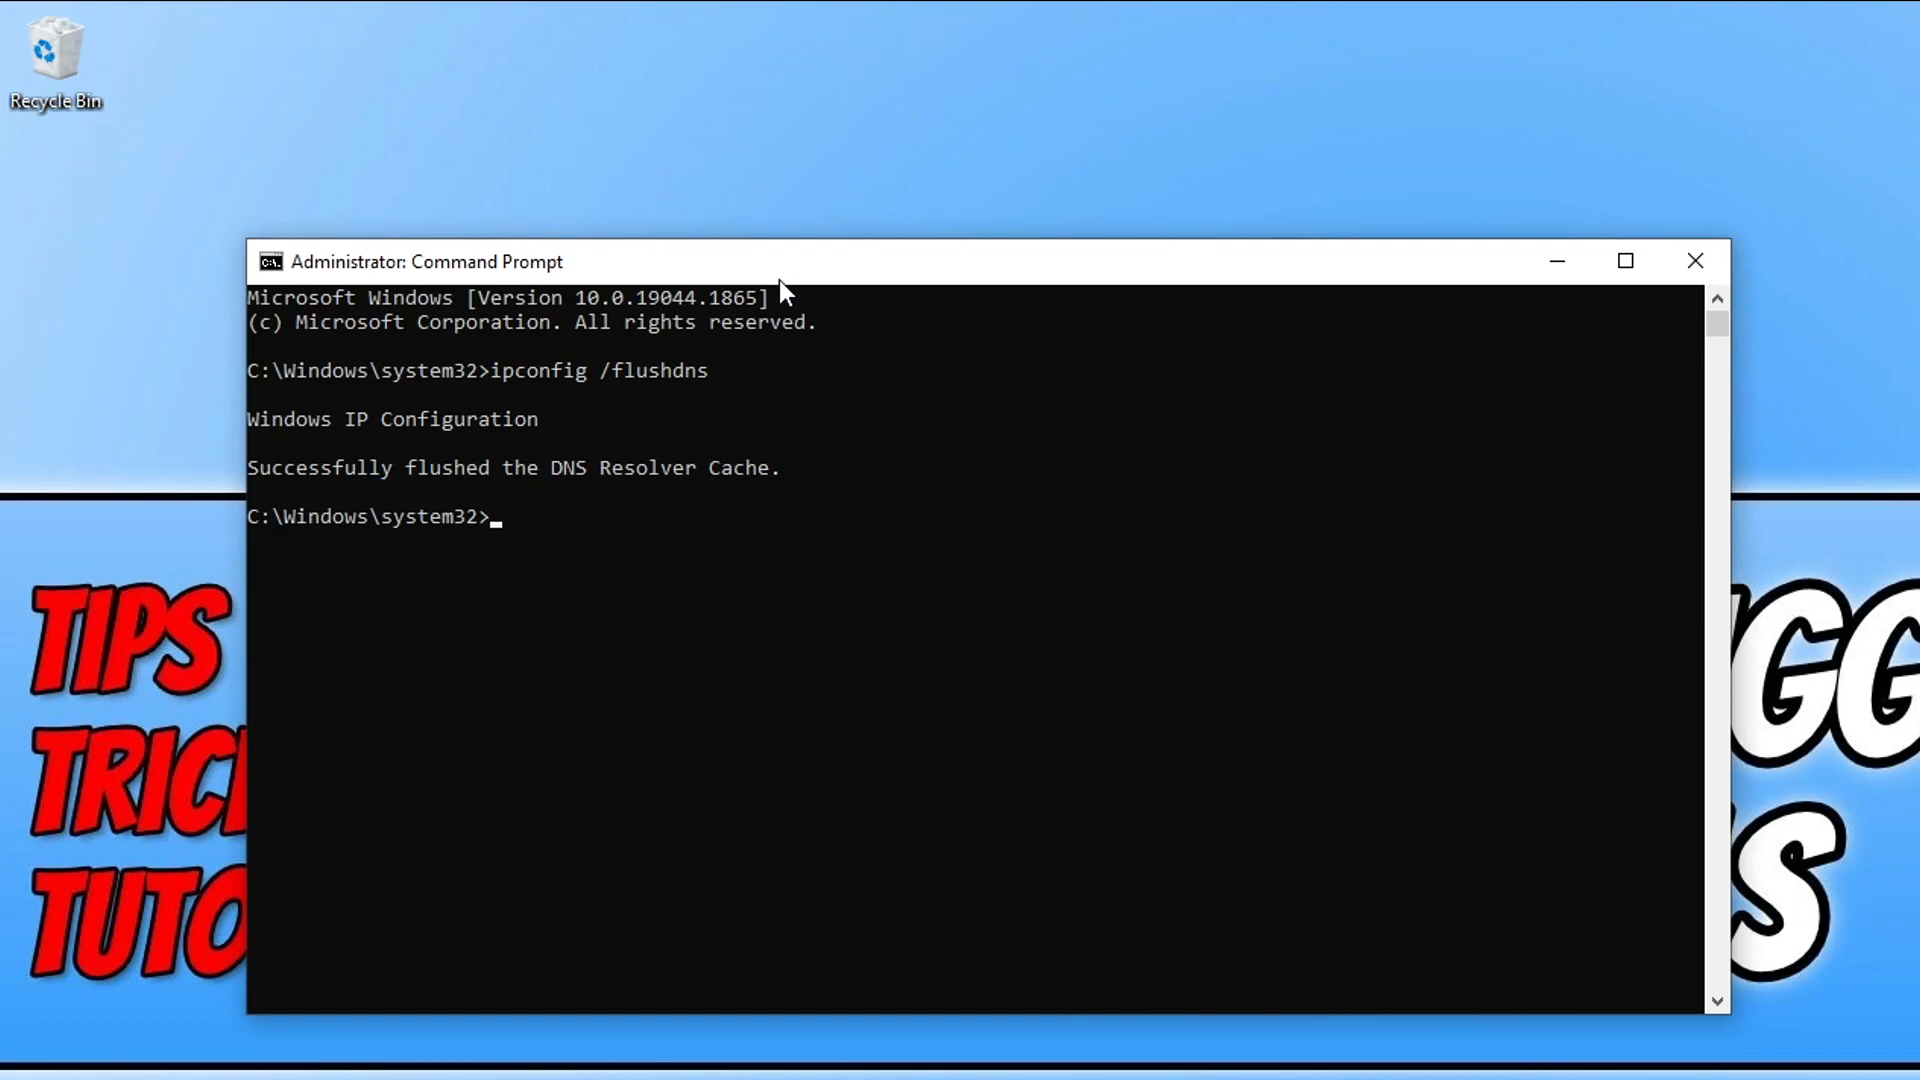 Recycle Bin
Administrator: Command Prompt
Microsoft Windows [Version 10.0.19044.1865]
(c) Microsoft Corporation. All rights reserved.
C:\Windows\system32>ipconfig /flushdns
Windows IP Configuration
Successfully flushed the DNS Resolver Cache.
C:\Windows\system32>
TIPS
TRIC
TUTO
GG
S